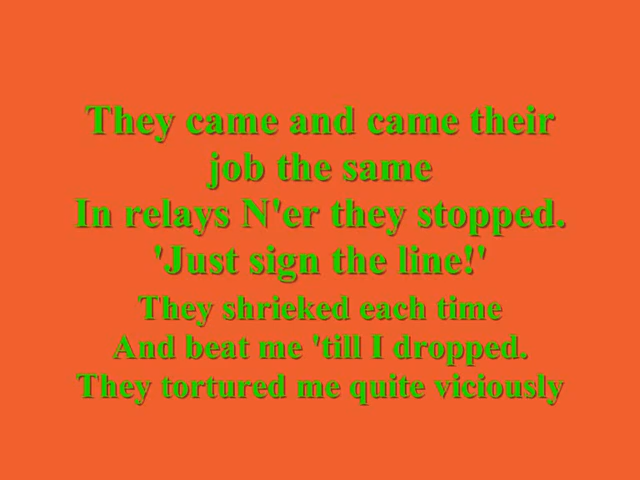 They came and came their
job the same
In relays N'er they stopped.
'Just sign the line!'
They shrieked each time
And beat me 'till I dropped.
They tortured me quite viciously